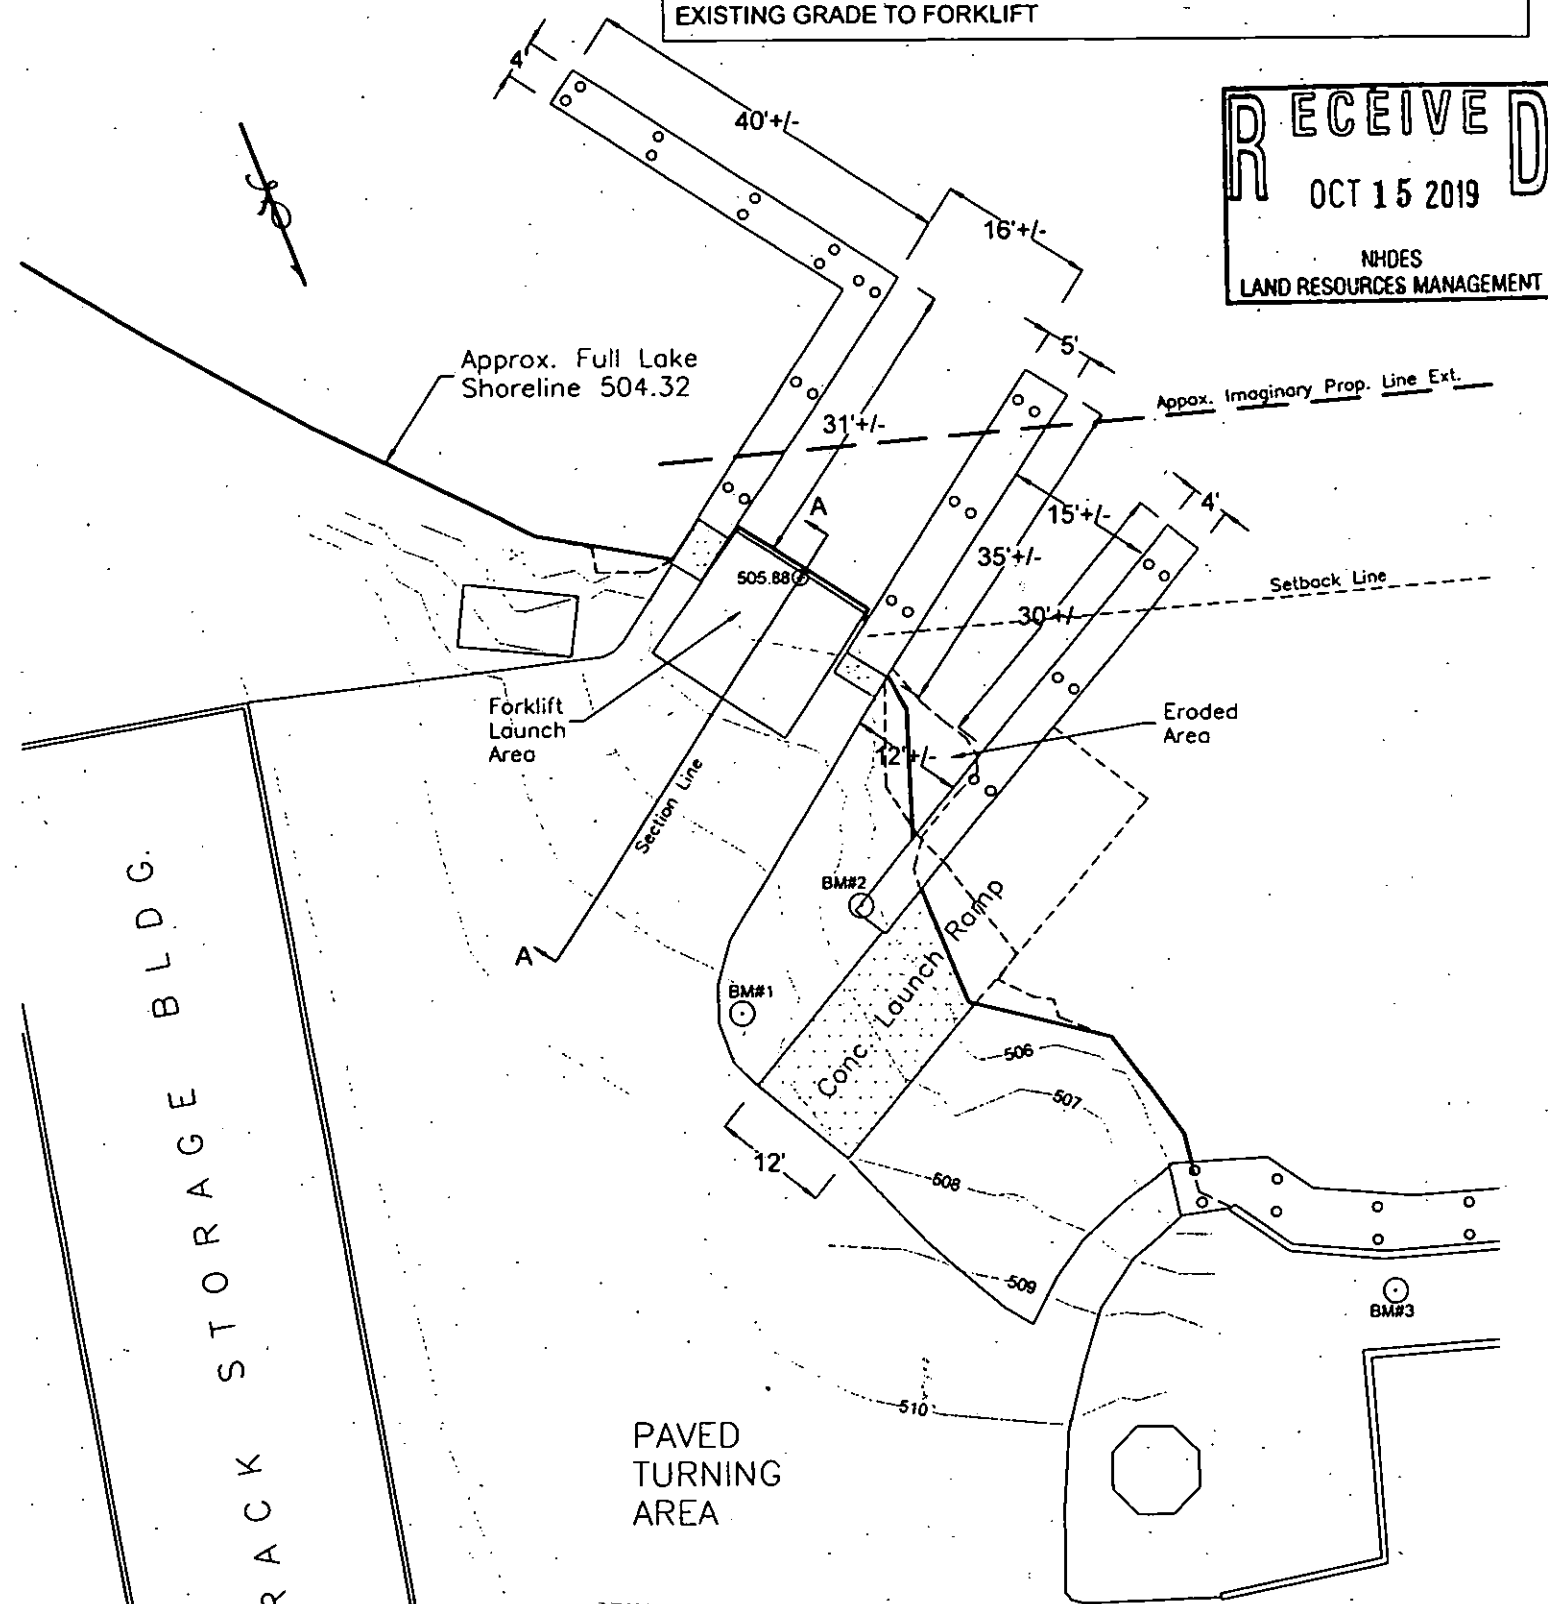 EXISTING GRADE TO FORKLIFT
4'
40'+/-
RECEIVED
OCT 15 2019
NHDES
LAND RESOURCES MANAGEMENT
16'+/-
5'
Approx. Full Lake
Shoreline 504.32
Appox. Imaginary Prop. Line Ext.
31'+/-
A
15'+/-
4'
35'+/-
505.88
Setback Line
30'+/-
Forklift
Launch
Area
Eroded
Area
12'+/-
Section Line
BM#2
A
BM#1
Conc. Launch Ramp
506
507
12'
508
509
BM#3
510
PAVED
TURNING
AREA
RACK STORAGE BLDG.